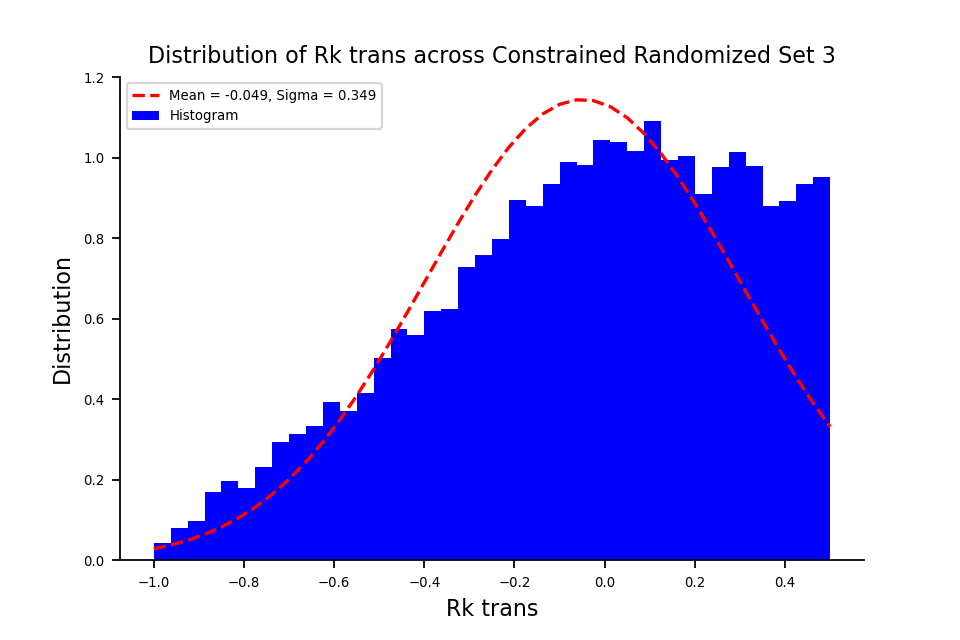 Distribution of Rk trans across Constrained Randomized Set 3
Mean = -0.049, Sigma = 0.349
Histogram
Distribution
1.2
1.0
0.8
0.6
0.4
0.2
0.0
−1.0 −0.8 −0.6 −0.4 −0.2 0.0 0.2 0.4
Rk trans